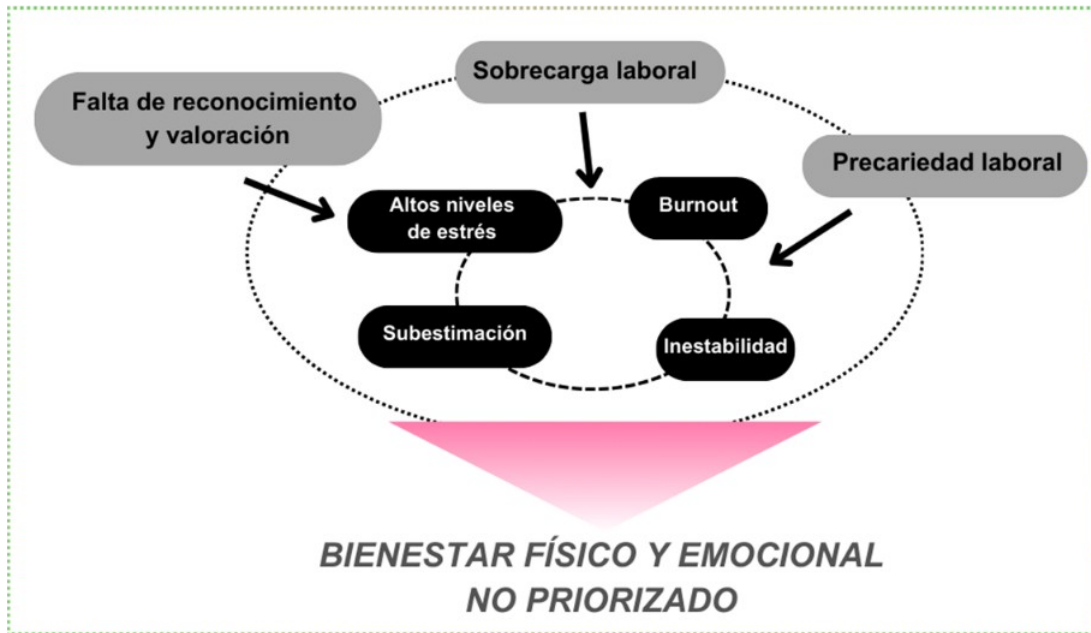 Sobrecarga laboral
Falta de reconocimiento
y valoración
Precariedad laboral
Altos niveles
de estrés
Burnout
Subestimación
Inestabilidad
BIENESTAR FÍSICO Y EMOCIONAL
NO PRIORIZADO